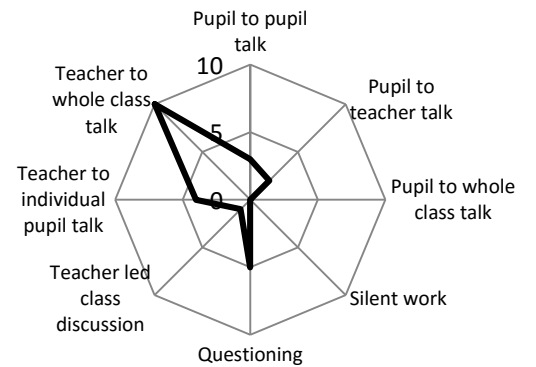 Pupil to pupil
talk
10
Teacher to
whole class
talk
Pupil to
teacher talk
5
Teacher to
individual
pupil talk
0
Pupil to whole
class talk
Teacher led
class
discussion
Silent work
Questioning